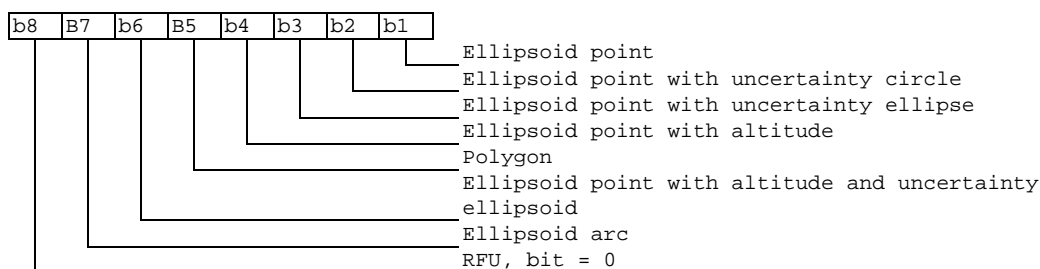 b8 B7 b6 B5 b4 b3 b2 b1
Ellipsoid point
Ellipsoid point with uncertainty circle
Ellipsoid point with uncertainty ellipse
Ellipsoid point with altitude
Polygon
Ellipsoid point with altitude and uncertainty
ellipsoid
Ellipsoid arc
RFU, bit = 0